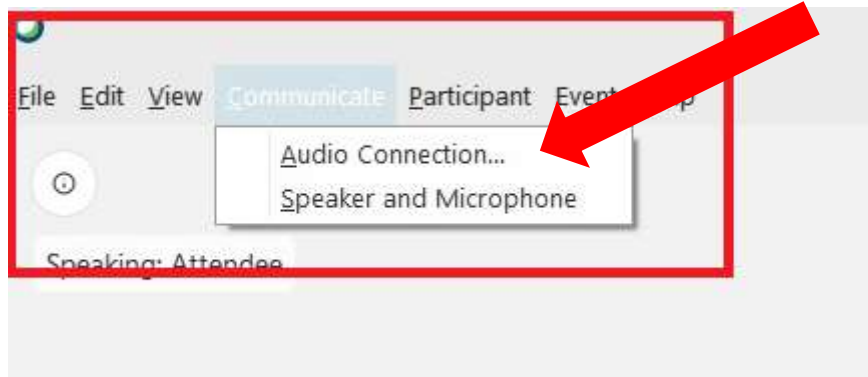 File Edit View Communicate Participant Event
Audio Connection...
Speaker and Microphone
Speaking: Attendee